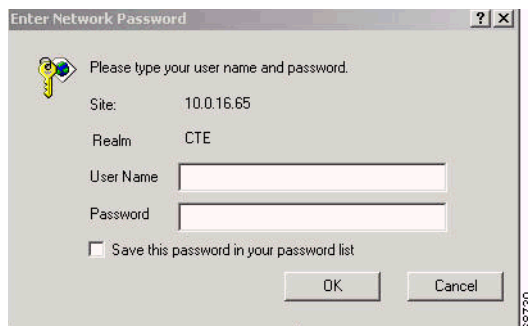 Enter Network Password
? X
Please type your user name and password.
Site: 10.0.16.65
Realm CTE
User Name
Password
Save this password in your password list
OK Cancel